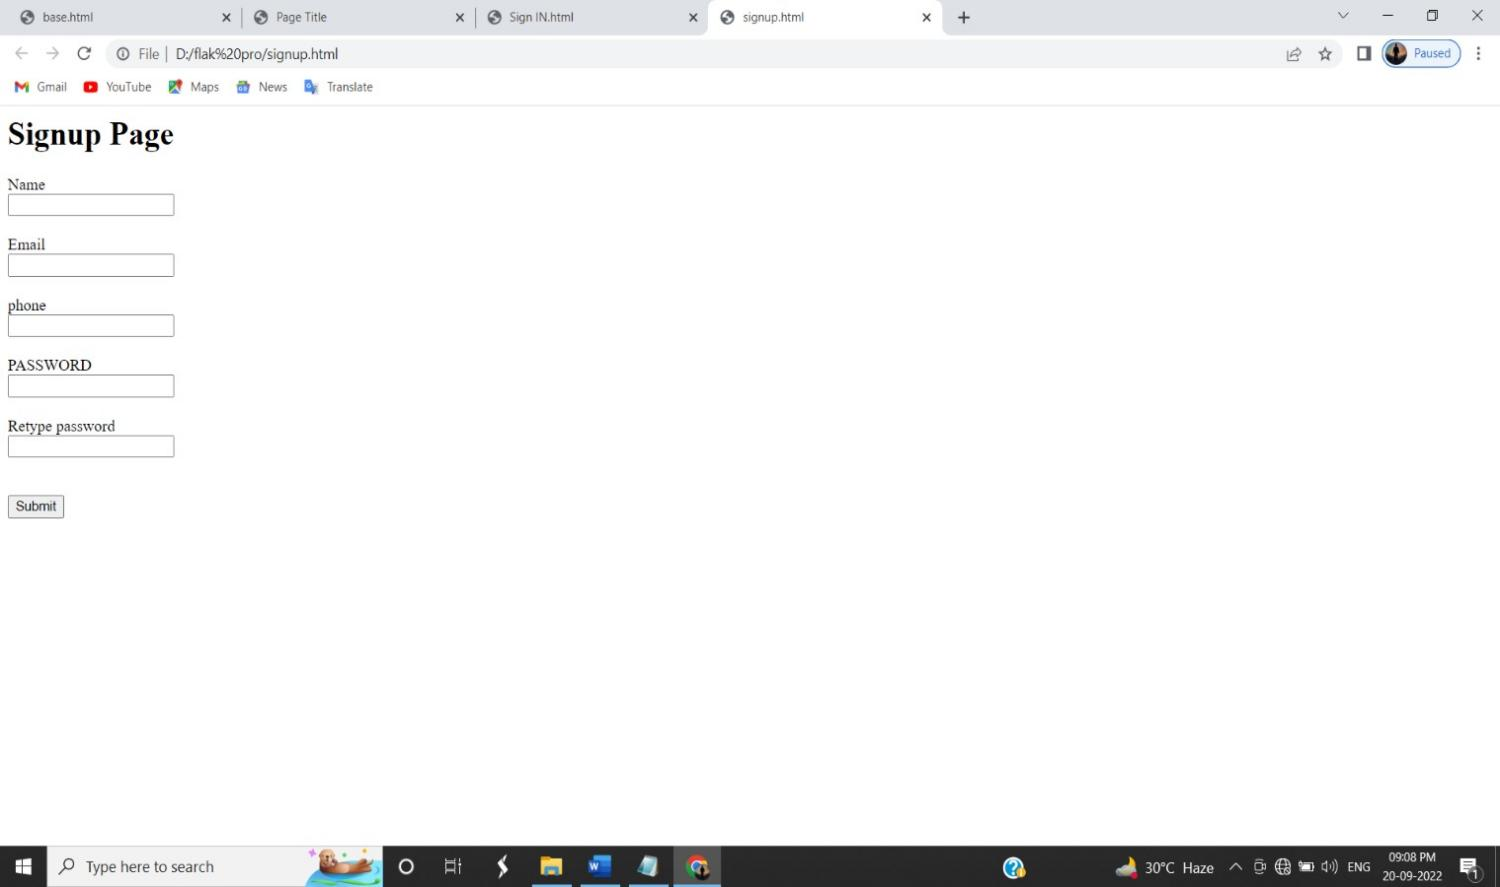 base.html
Page Title
Sign IN.html
signup.html
File | D:/flak%20pro/signup.html
Paused
Gmail
YouTube
Maps
News
Translate
Signup Page
Name
Email
phone
PASSWORD
Retype password
Submit
Type here to search
30°C Haze
ENG
09:08 PM
20-09-2022
1